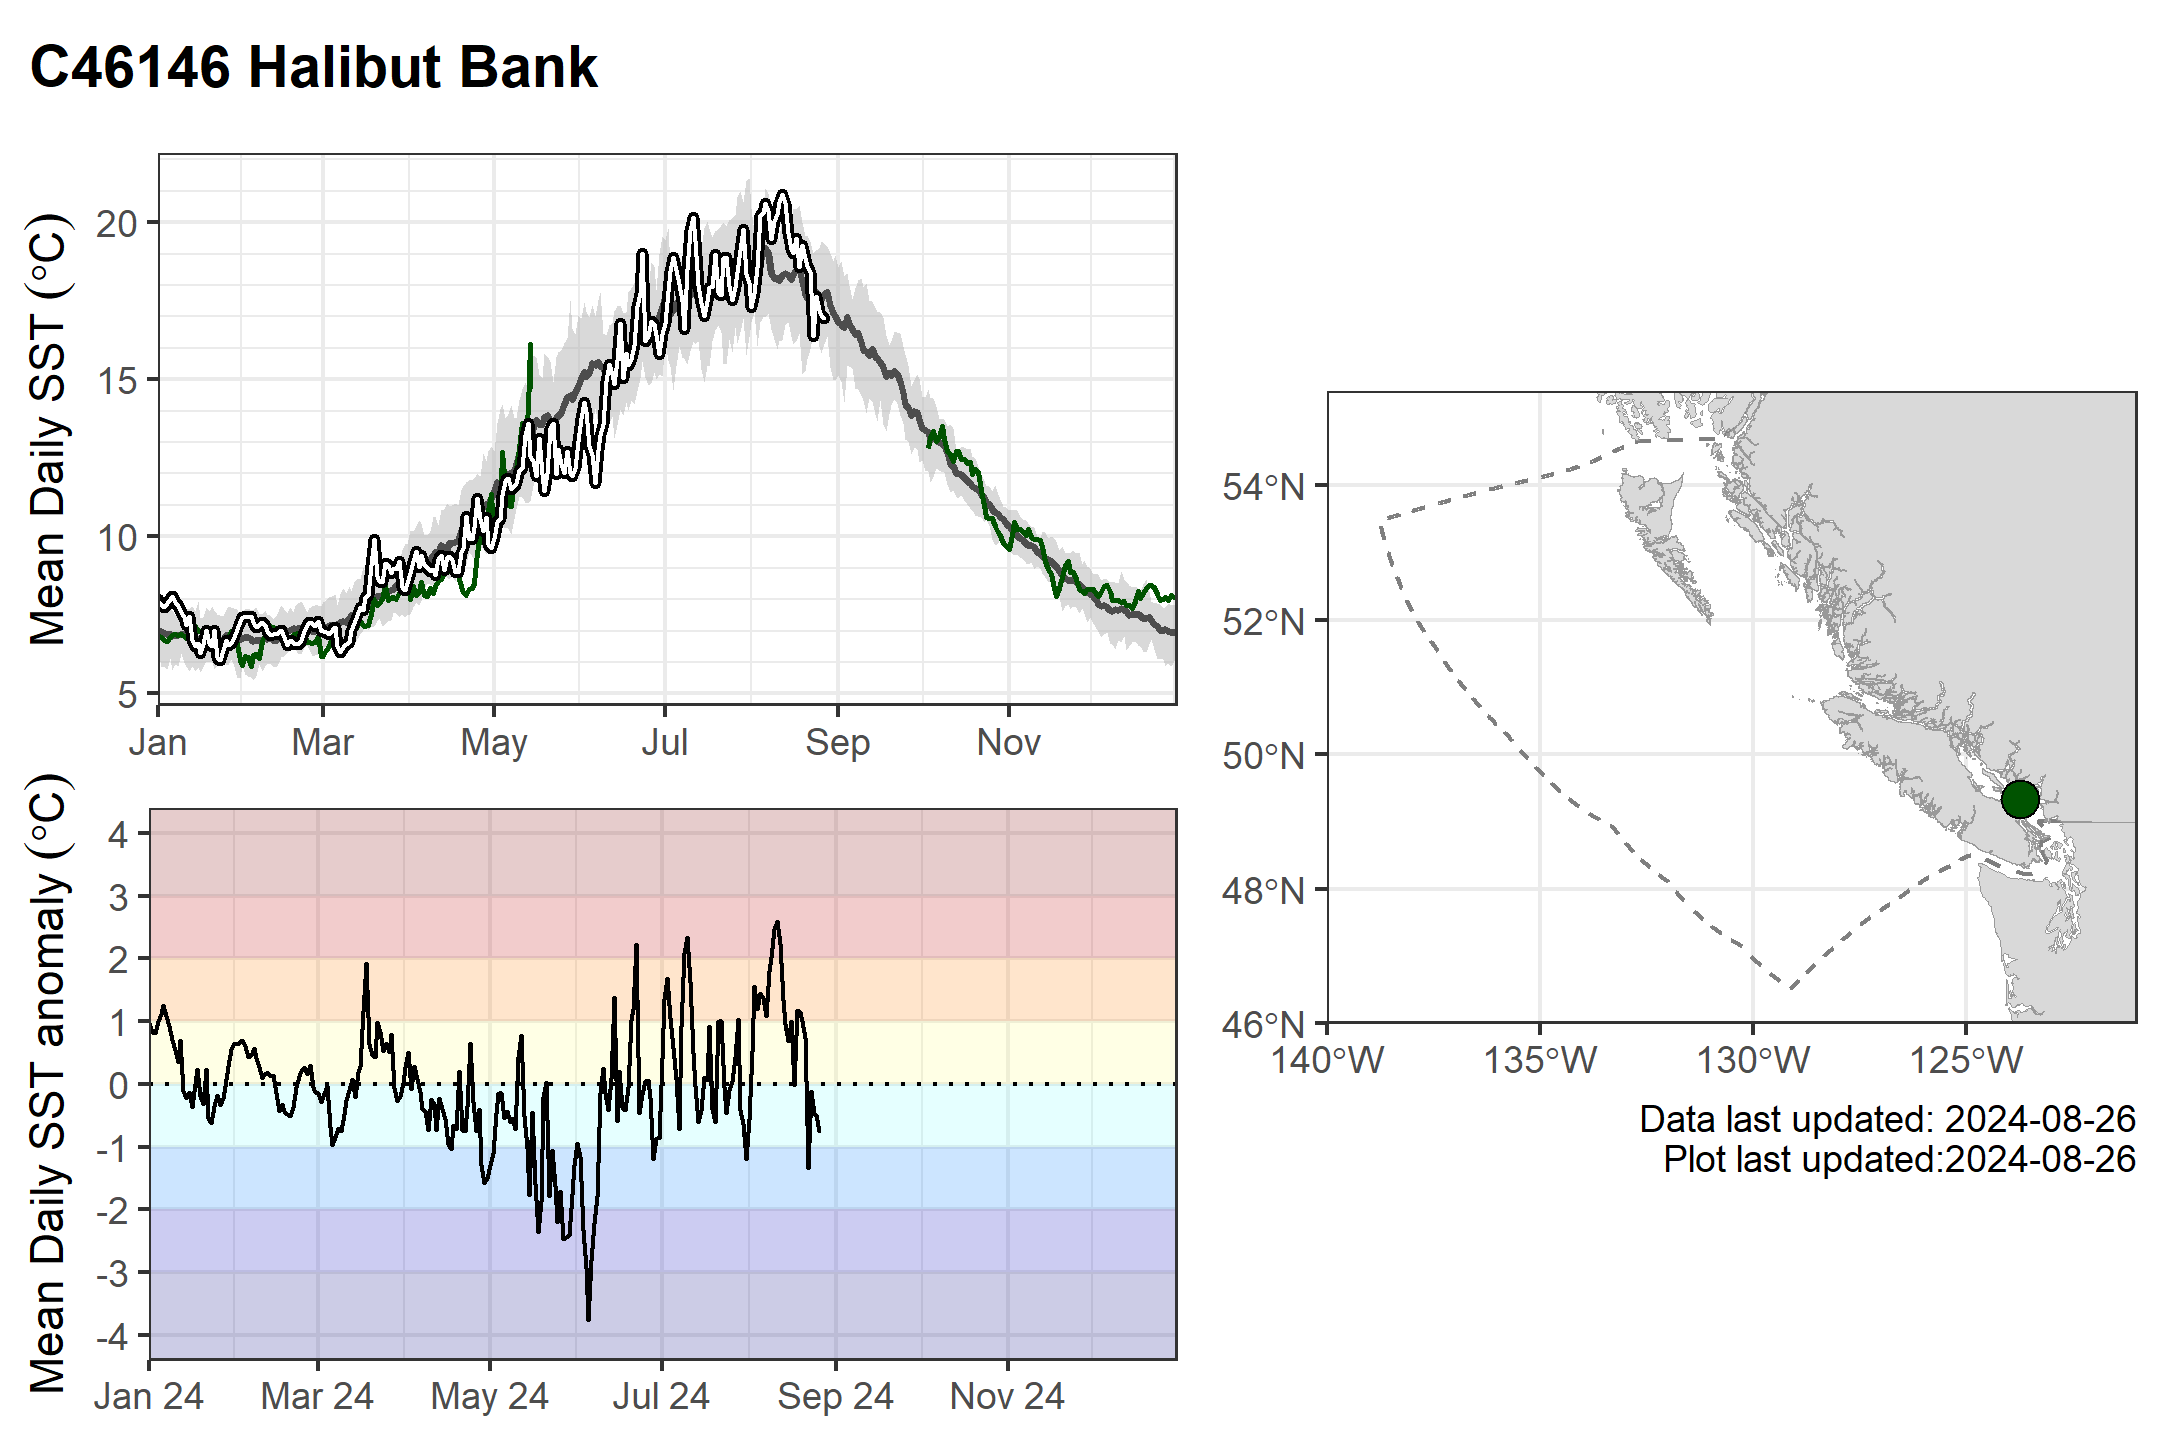 C46146 Halibut Bank
Mean Daily SST (°C)
20
15
10
5
Jan Mar May Jul Sep Nov
Mean Daily SST anomaly (°C)
4
3
2
1
0
-1
-2
-3
-4
Jan 24 Mar 24 May 24 Jul 24 Sep 24 Nov 24
54°N
52°N
50°N
48°N
46°N
140°W 135°W 130°W 125°W
Data last updated: 2024-08-26
Plot last updated:2024-08-26